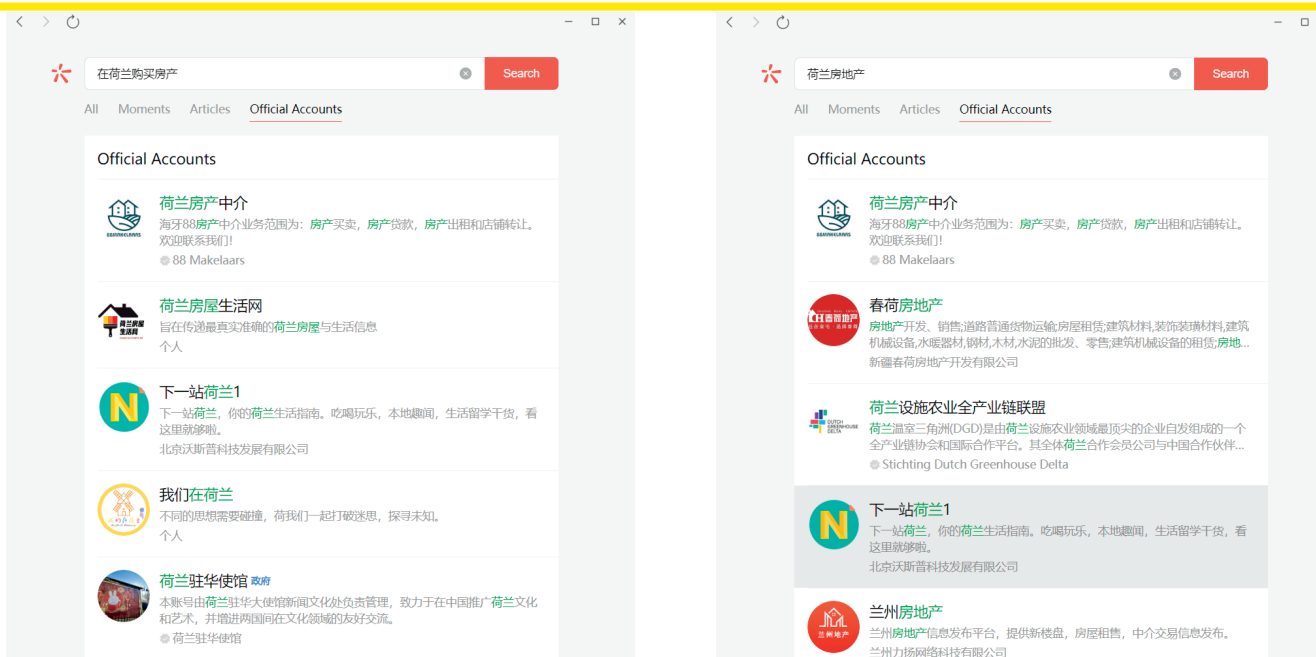 在荷兰购买房产
Search
All Moments Articles Official Accounts
Official Accounts
荷兰房产中介
海牙88房产中介业务范围为：房产买卖，房产贷款，房产出租和店铺转让。
欢迎联系我们!
88 Makelaars
荷兰房屋
生活网
荷兰房屋生活网
旨在传递最真实准确的荷兰房屋与生活信息
个人
N
下一站荷兰1
下一站荷兰，你的荷兰生活指南。吃喝玩乐，本地趣闻，生活留学干货，看
这里就够啦。
北京沃斯普科技发展有限公司
我们在荷兰
不同的思想需要碰撞，荷我们一起打破迷思，探寻未知。
个人
荷兰驻华使馆 政府
本账号由荷兰驻华大使馆新闻文化处负责管理，致力于在中国推广荷兰文化
和艺术，并增进两国间在文化领域的友好交流。
荷兰驻华使馆
荷兰房地产
Search
All Moments Articles Official Accounts
Official Accounts
荷兰房产中介
海牙88房产中介业务范围为：房产买卖，房产贷款，房产出租和店铺转让。
欢迎联系我们!
88 Makelaars
春荷房地产
房地产开发、销售;道路普通货物运输;房屋租赁;建筑材料,装饰装璜材料,建筑
机械设备,水暖器材,钢材,木材,水泥的批发、零售;建筑机械设备的租赁;房地...
新疆春荷房地产开发有限公司
DUTCH
GREENHOUSE
DELTA
荷兰设施农业全产业链联盟
荷兰温室三角洲(DGD)是由荷兰设施农业领域最顶尖的企业自发组成的一个
全产业链协会和国际合作平台。其全体荷兰合作会员公司与中国合作伙伴...
Stichting Dutch Greenhouse Delta
N
下一站荷兰1
下一站荷兰，你的荷兰生活指南。吃喝玩乐，本地趣闻，生活留学干货，看
这里就够啦。
北京沃斯普科技发展有限公司
兰州地产
兰州房地产
兰州房地产信息发布平台，提供新楼盘，房屋租售，中介交易信息发布。
兰州力扬网络科技有限公司